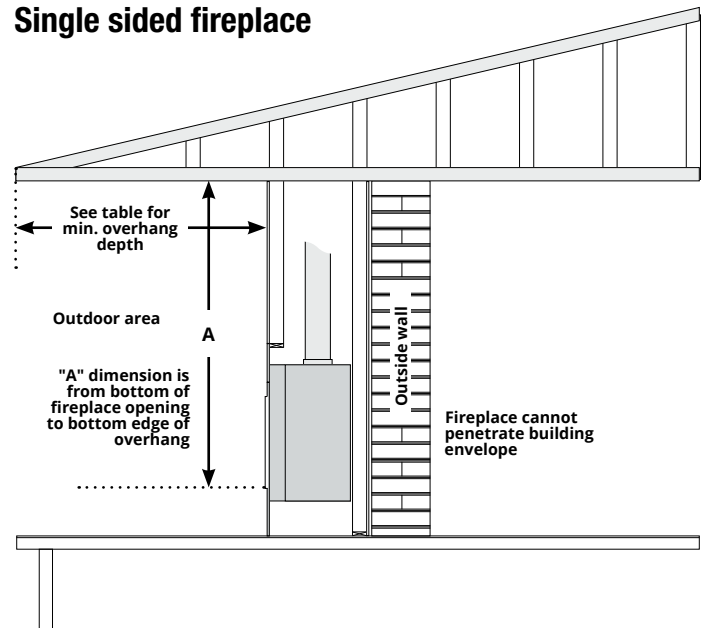 Single sided fireplace
See table for
min. overhang
depth
Outdoor area
A
"A" dimension is
from bottom of
fireplace opening
to bottom edge of
overhang
Outside wall
Fireplace cannot
penetrate building
envelope